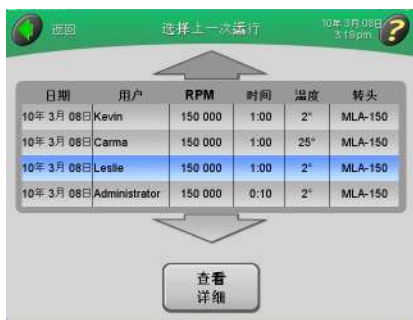 返回 选择上一次运行 10年 3月 08日
3:19 pm
日期 用户 RPM 时间 温度 转头
10年 3月 08日 Kevin 150 000 1:00 2° MLA-150
10年 3月 08日 Carma 150 000 1:00 25° MLA-150
10年 3月 08日 Leslie 150 000 1:00 2° MLA-150
10年 3月 08日 Administrator 150 000 0:10 2° MLA-150
查看
详细